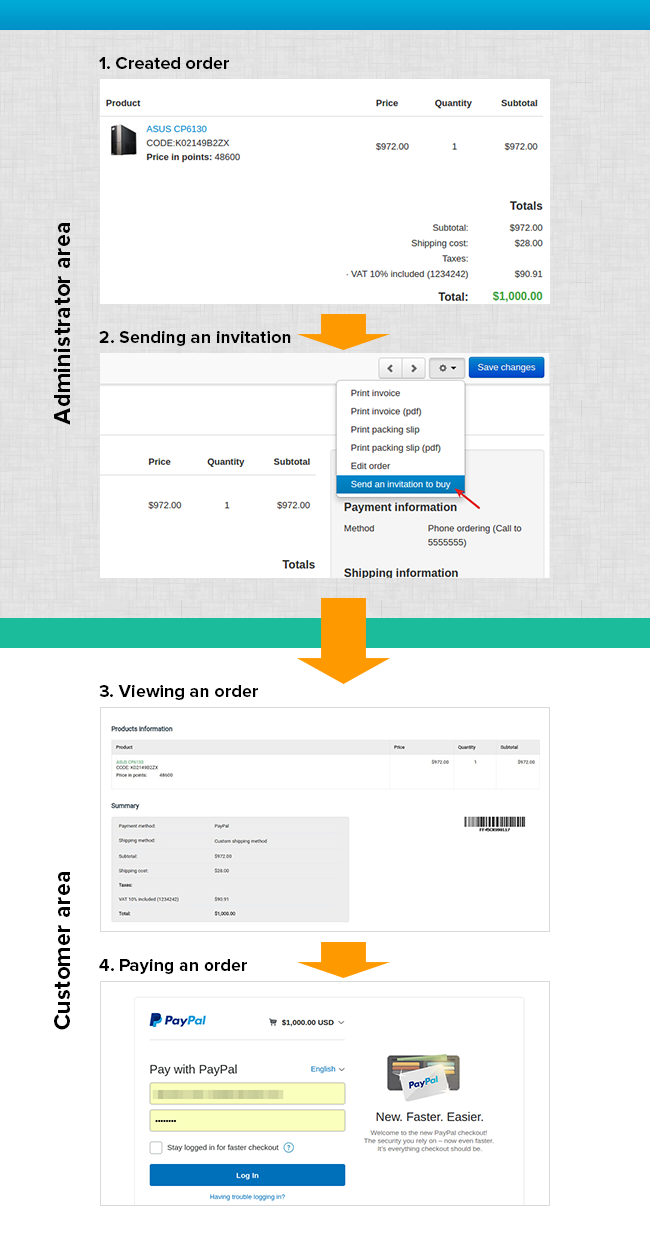 Administrator area
1. Created order
Product Price Quantity Subtotal
ASUS CP6130
CODE:K02149B2ZX
Price in points: 48600
$972.00 1 $972.00
Totals
Subtotal: $972.00
Shipping cost: $28.00
Taxes:
· VAT 10% included (1234242) $90.91
Total: $1,000.00
2. Sending an invitation
Save changes
Print invoice
Print invoice (pdf)
Print packing slip
Print packing slip (pdf)
Edit order
Send an invitation to buy
Price Quantity Subtotal
$972.00 1 $972.00
Totals
Payment information
Method Phone ordering (Call to
5555555)
Shipping information
Customer area
3. Viewing an order
Products information
Product Price Quantity Subtotal
ASUS CP6130 $972.00 1 $972.00
CODE: K02149B2ZX
Price in points: 48600
Summary
Payment method: PayPal
Shipping method: Custom shipping method
Subtotal: $972.00
Shipping cost: $28.00
Taxes:
VAT 10% included (1234242) $90.91
Total: $1,000.00
4. Paying an order
PayPal
$1,000.00 USD
Pay with PayPal
English
Stay logged in for faster checkout ?
Log In
Having trouble logging in?
PayPal
New. Faster. Easier.
Welcome to the new PayPal checkout!
The security you rely on – now even faster.
It's everything checkout should be.